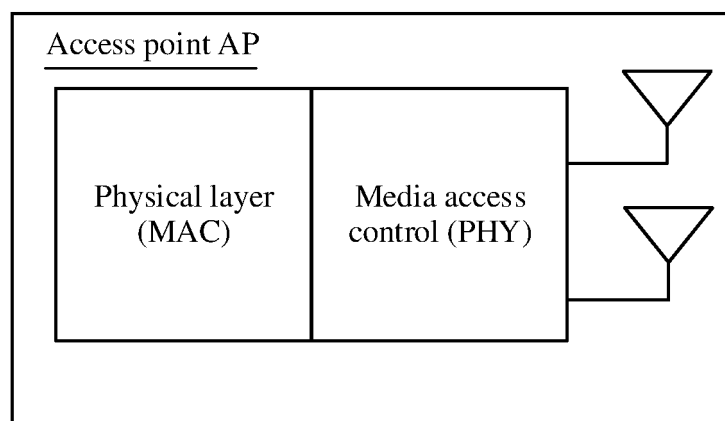 Access point AP
Physical layer
(MAC)
Media access
control (PHY)